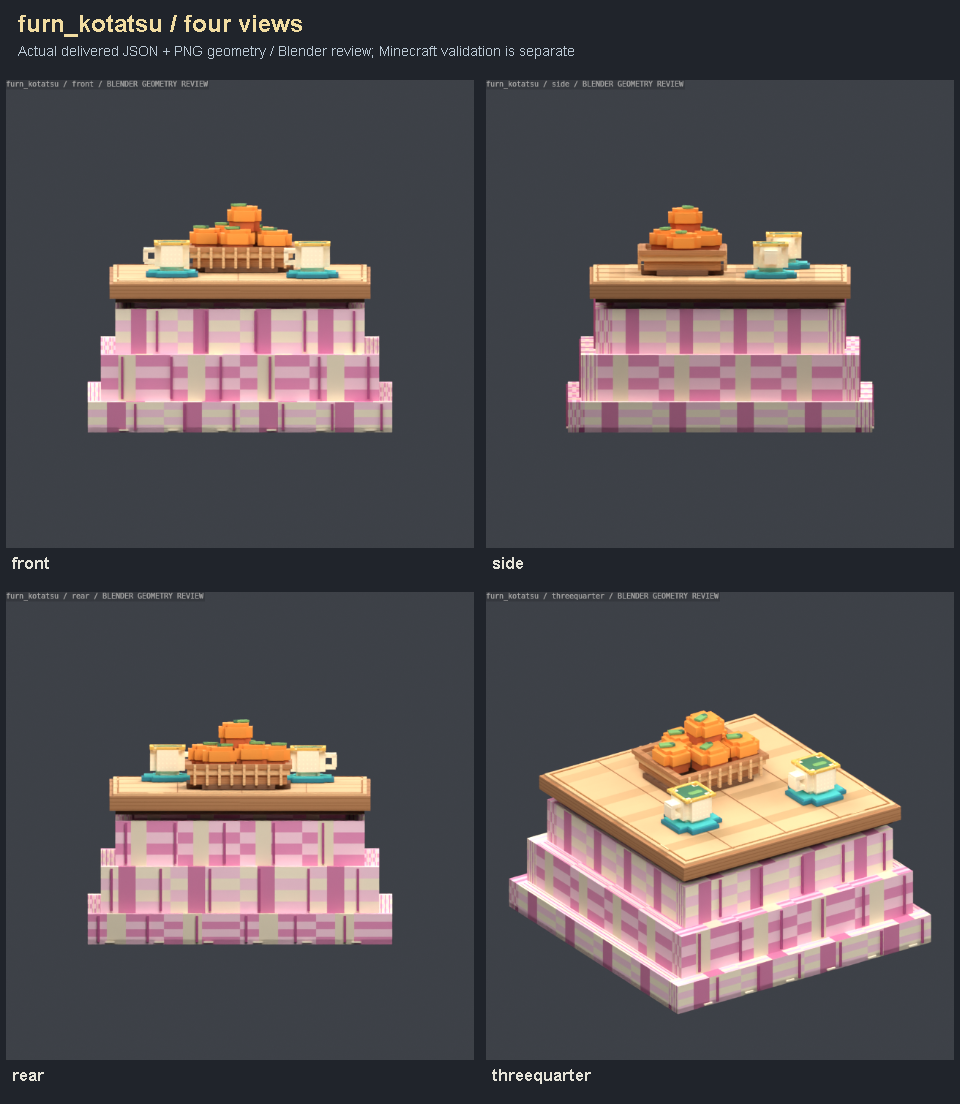 furn_kotatsu / four views
Actual delivered JSON + PNG geometry / Blender review; Minecraft validation is separate
furn_kotatsu / front / BLENDER GEOMETRY REVIEW
furn_kotatsu / side / BLENDER GEOMETRY REVIEW
front
side
furn_kotatsu / rear / BLENDER GEOMETRY REVIEW
furn_kotatsu / threequarter / BLENDER GEOMETRY REVIEW
rear
threequarter